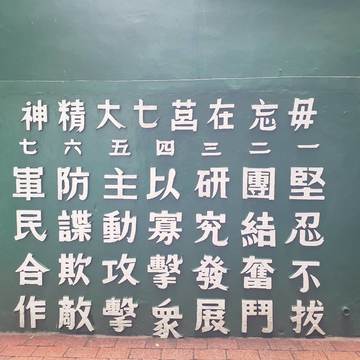 毋忘在莒七大精神
一 堅忍不拔
二 團結奮鬥
三 研究發展
四 以寡擊眾
五 主動攻擊
六 防諜欺敵
七 軍民合作